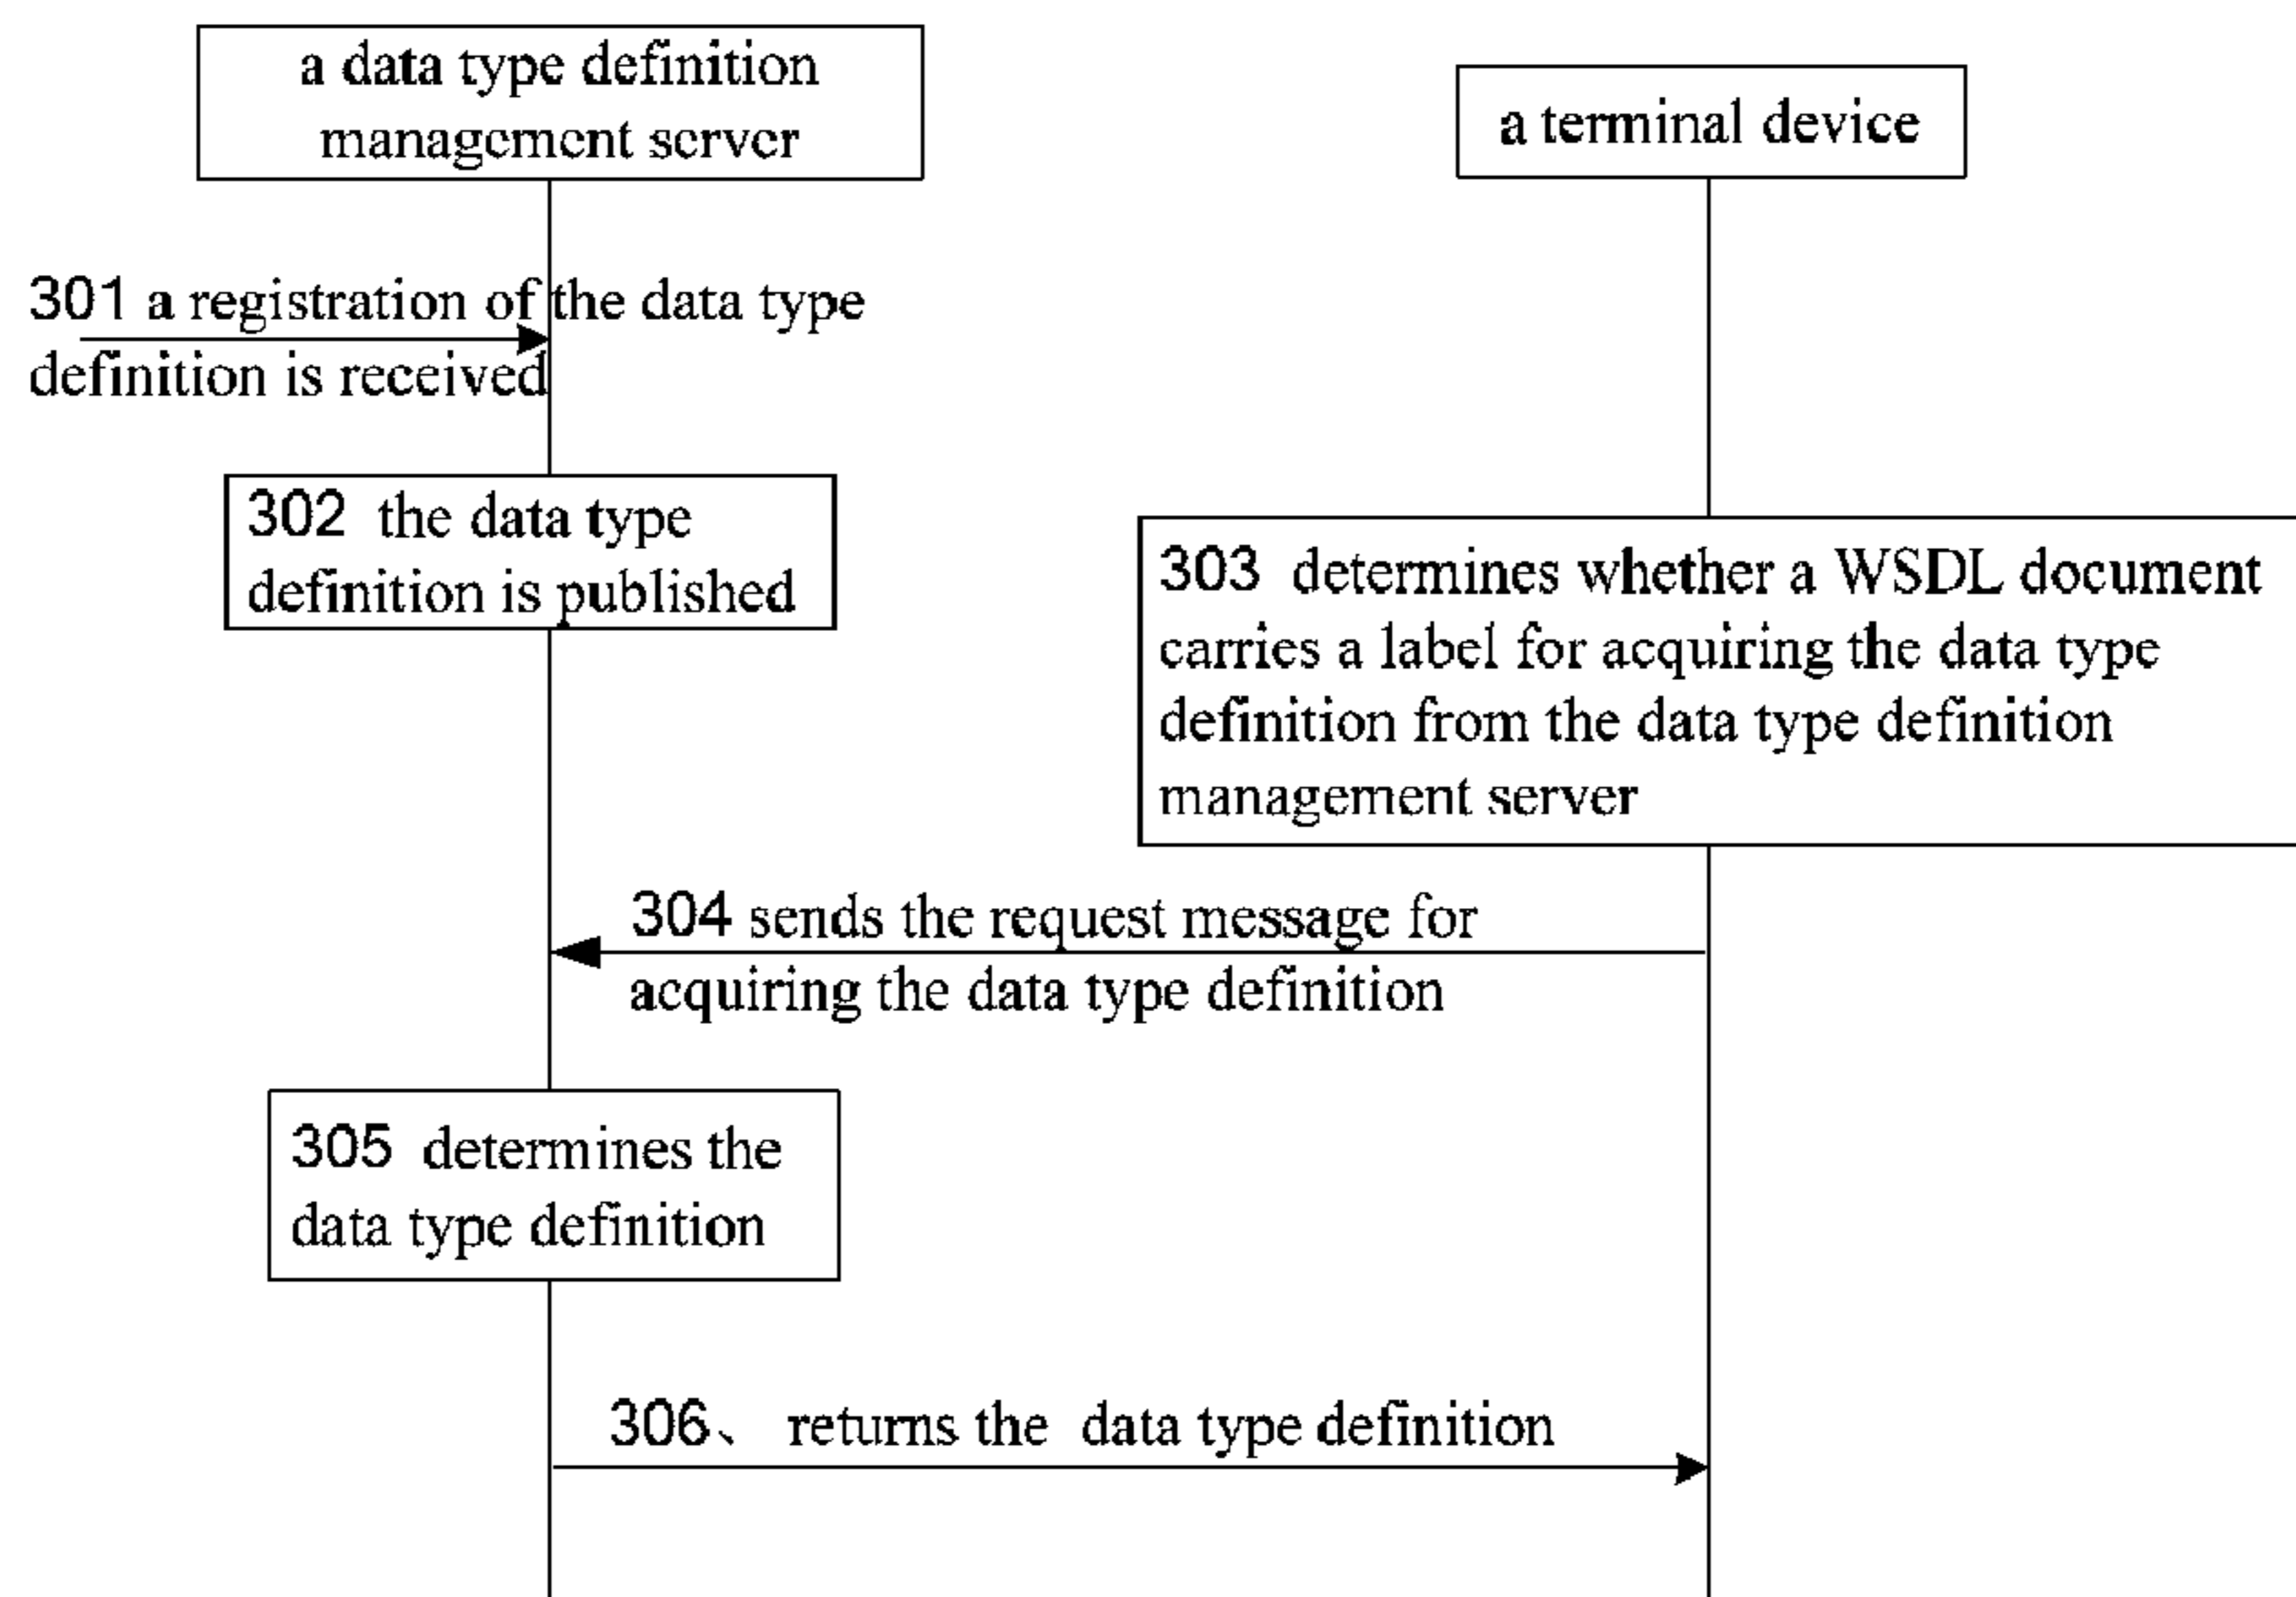 a data type definition
management server
a terminal device
301 a registration of the data type
definition is received
302 the data type
definition is published
303 determines whether a WSDL document
carries a label for acquiring the data type
definition from the data type definition
management server
304 sends the request message for
acquiring the data type definition
305 determines the
data type definition
306、 returns the data type definition